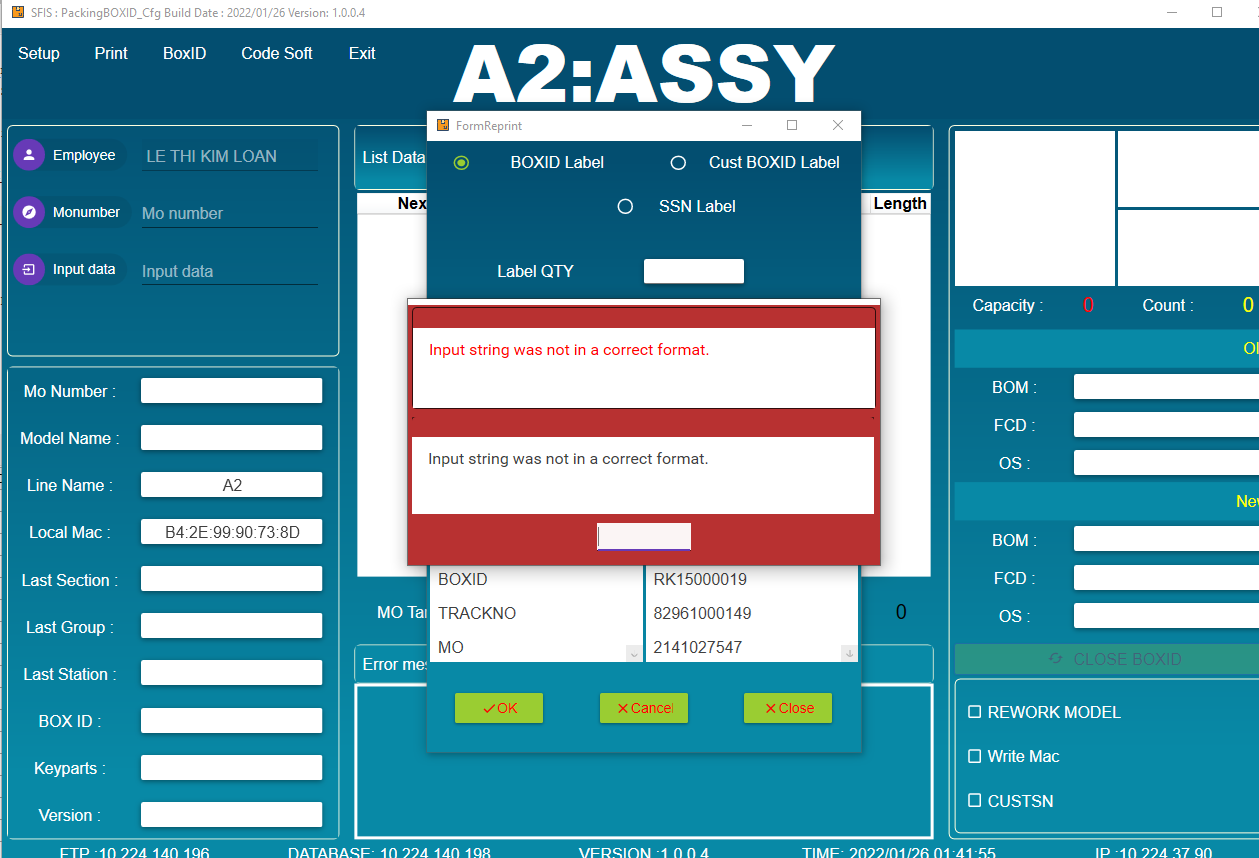 SFIS : PackingBOXID_Cfg Build Date : 2022/01/26 Version: 1.0.0.4
Setup Print BoxID Code Soft Exit
A2:ASSY
Employee LE THI KIM LOAN
Monumber Mo number
Input data Input data
Mo Number :
Model Name :
Line Name : A2
Local Mac : B4:2E:99:90:73:8D
Last Section :
Last Group :
Last Station :
BOX ID :
Keyparts :
Version :
List Data
Nex
Length
FormReprint
BOXID Label Cust BOXID Label
SSN Label
Label QTY
Input string was not in a correct format.
Input string was not in a correct format.
BOXID RK15000019
TRACKNO 82961000149
MO 2141027547
OK Cancel Close
MO Tar 0
Error mes
Capacity : 0 Count : 0
BOM :
FCD :
OS :
New
BOM :
FCD :
OS :
CLOSE BOXID
REWORK MODEL
Write Mac
CUSTSN
FTP :10.224.140.196 DATABASE: 10.224.140.198 VERSION :1.0.0.4 TIME: 2022/01/26 01:41:55 IP :10.224.37.90